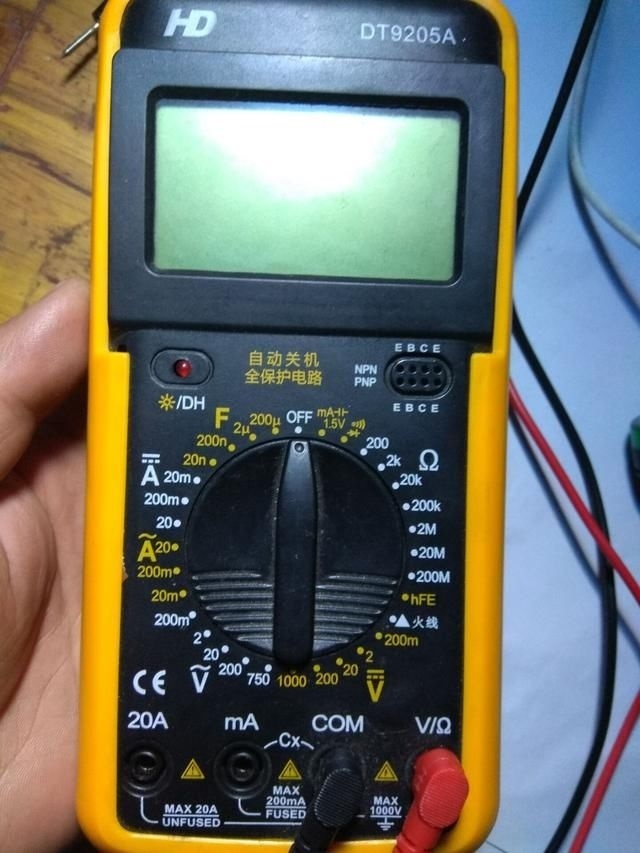 HD
DT9205A
自动关机
全保护电路
E B C E
NPN
PNP
E B C E
☀/DH
F
200μ
2μ
200n
20n
OFF
mA
1.5V
200
2k
Ω
20k
200k
2M
20M
200M
hFE
火线
A
20m
200m
20
A
20
200m
20m
200m
2
20
200
750
V
1000
200
20
2
200m
V
CE
20A
mA
Cx
COM
V/Ω
MAX 20A
UNFUSED
MAX
200mA
FUSED
MAX
1000V